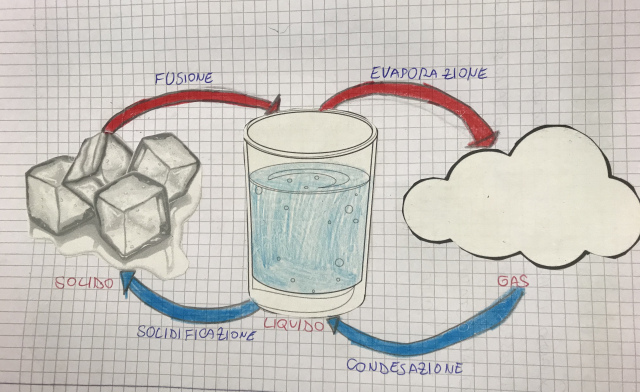 FUSIONE
EVAPORAZIONE
SOLIDO
GAS
LIQUIDO
SOLIDIFICAZIONE
CONDESAZIONE